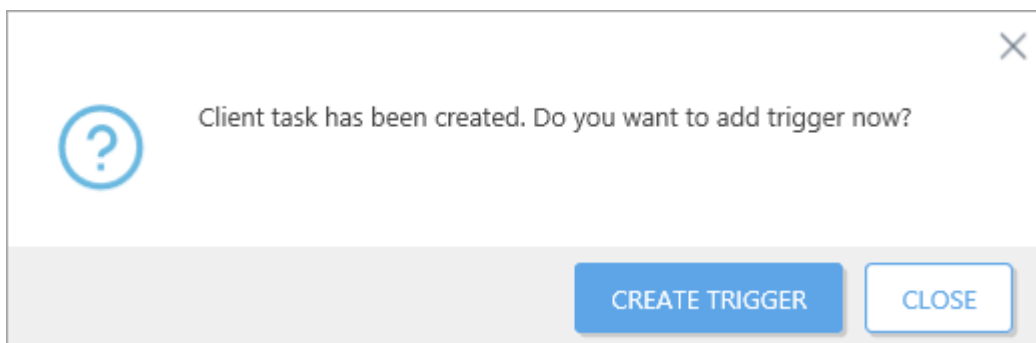 Client task has been created. Do you want to add trigger now?
CREATE TRIGGER
CLOSE